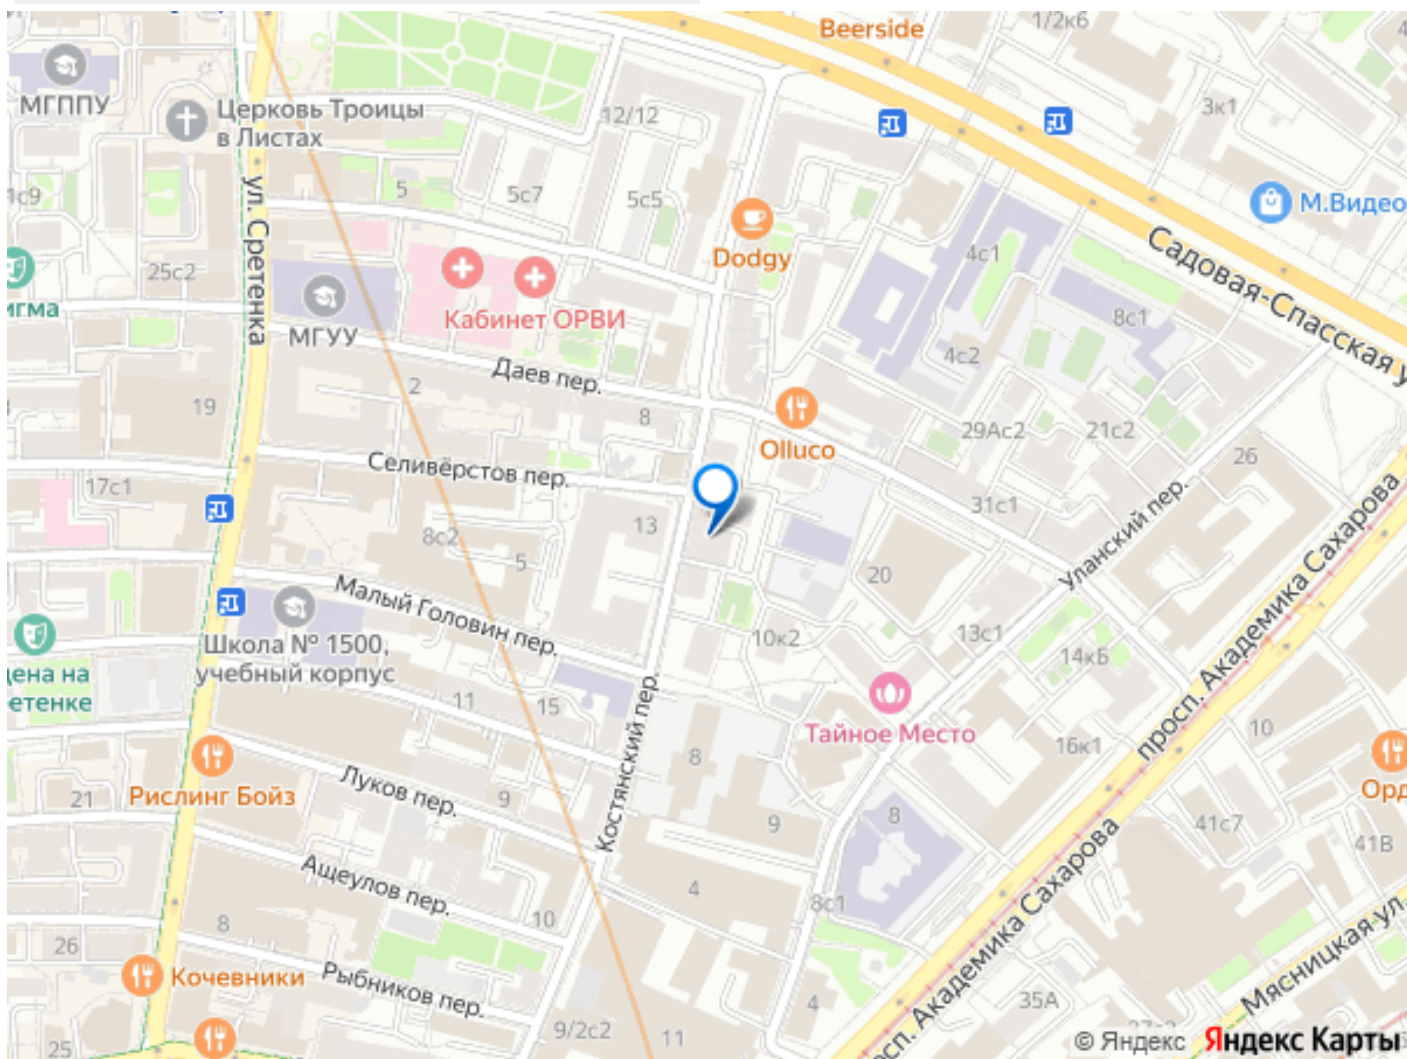 Beerside
1/2к6
МГППУ
Церковь Троицы
в Листах
12/12
3к1
1с9
5
5с7
5с5
М.Видео
ул. Сретенка
Dodgy
4с1
Садовая-Спасская у
25с2
игма
МГУУ
Кабинет ОРВИ
8с1
4с2
Даев пер.
2
19
8
Olluco
29Ас2
21с2
26
Селивёрстов пер.
17с1
13
31с1
8с2
5
20
Уланский пер.
просп. Академика Сахарова
Малый Головин пер.
Школа № 1500,
учебный корпус
10к2
13с1
14к6
цена на
ретенке
11
15
Костянский пер.
Тайное Место
8
16к1
10
Рислинг Бойз
21
Луков пер.
9
9
8
41с7
Орд
41В
Ащеулов пер.
4
8с1
просп. Академика Сахарова
8
10
26
Кочевники
Рыбников пер.
4
35А
Мясницкая ул.
25
9/2с2
11
© Яндекс Яндекс Карты